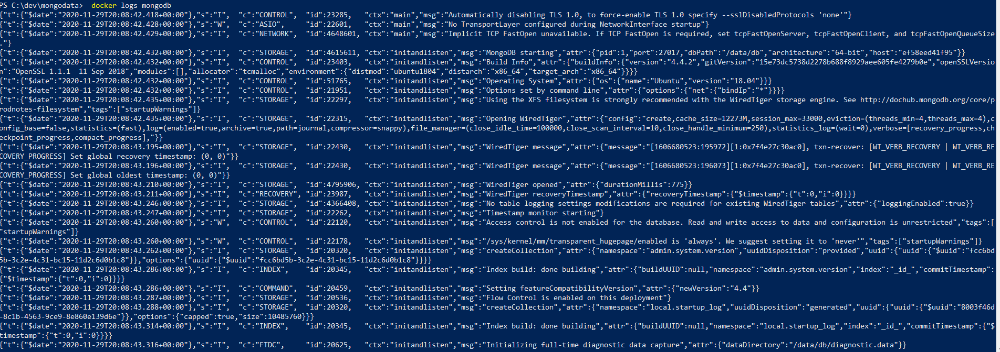 PS C:\dev\mongodata>  docker logs mongodb
{"t":{"$date":"2020-11-29T20:08:42.418+00:00"},"s":"I",  "c":"CONTROL",  "id":23285,   "ctx":"main","msg":"Automatically disabling TLS 1.0, to force-enable TLS 1.0 specify --sslDisabledProtocols 'none'"}
{"t":{"$date":"2020-11-29T20:08:42.428+00:00"},"s":"W",  "c":"ASIO",     "id":22601,   "ctx":"main","msg":"No TransportLayer configured during NetworkInterface startup"}
{"t":{"$date":"2020-11-29T20:08:42.429+00:00"},"s":"I",  "c":"NETWORK",  "id":4648601, "ctx":"main","msg":"Implicit TCP FastOpen unavailable. If TCP FastOpen is required, set tcpFastOpenServer, tcpFastOpenClient, and tcpFastOpenQueueSize
."}
{"t":{"$date":"2020-11-29T20:08:42.432+00:00"},"s":"I",  "c":"STORAGE",  "id":4615611, "ctx":"initandlisten","msg":"MongoDB starting","attr":{"pid":1,"port":27017,"dbPath":"/data/db","architecture":"64-bit","host":"ef58eed41f95"}}
{"t":{"$date":"2020-11-29T20:08:42.432+00:00"},"s":"I",  "c":"CONTROL",  "id":23403,   "ctx":"initandlisten","msg":"Build Info","attr":{"buildInfo":{"version":"4.4.2","gitVersion":"15e73dc5738d2278b688f8929aee605fe4279b0e","openSSLVersio
n":"OpenSSL 1.1.1  11 Sep 2018","modules":[],"allocator":"tcmalloc","environment":{"distmod":"ubuntu1804","distarch":"x86_64","target_arch":"x86_64"}}}}
{"t":{"$date":"2020-11-29T20:08:42.432+00:00"},"s":"I",  "c":"CONTROL",  "id":51765,   "ctx":"initandlisten","msg":"Operating System","attr":{"os":{"name":"Ubuntu","version":"18.04"}}}
{"t":{"$date":"2020-11-29T20:08:42.432+00:00"},"s":"I",  "c":"CONTROL",  "id":21951,   "ctx":"initandlisten","msg":"Options set by command line","attr":{"options":{"net":{"bindIp":"*"}}}}
{"t":{"$date":"2020-11-29T20:08:42.435+00:00"},"s":"I",  "c":"STORAGE",  "id":22297,   "ctx":"initandlisten","msg":"Using the XFS filesystem is strongly recommended with the WiredTiger storage engine. See http://dochub.mongodb.org/core/p
rodnotes-filesystem","tags":["startupWarnings"]}
{"t":{"$date":"2020-11-29T20:08:42.435+00:00"},"s":"I",  "c":"STORAGE",  "id":22315,   "ctx":"initandlisten","msg":"Opening WiredTiger","attr":{"config":"create,cache_size=12273M,session_max=33000,eviction=(threads_min=4,threads_max=4),c
onfig_base=false,statistics=(fast),log=(enabled=true,archive=true,path=journal,compressor=snappy),file_manager=(close_idle_time=100000,close_scan_interval=10,close_handle_minimum=250),statistics_log=(wait=0),verbose=[recovery_progress,ch
eckpoint_progress,compact_progress],"}}
{"t":{"$date":"2020-11-29T20:08:43.195+00:00"},"s":"I",  "c":"STORAGE",  "id":22430,   "ctx":"initandlisten","msg":"WiredTiger message","attr":{"message":"[1606680523:195972][1:0x7f4e27c30ac0], txn-recover: [WT_VERB_RECOVERY | WT_VERB_RE
COVERY_PROGRESS] Set global recovery timestamp: (0, 0)"}}
{"t":{"$date":"2020-11-29T20:08:43.196+00:00"},"s":"I",  "c":"STORAGE",  "id":22430,   "ctx":"initandlisten","msg":"WiredTiger message","attr":{"message":"[1606680523:196073][1:0x7f4e27c30ac0], txn-recover: [WT_VERB_RECOVERY | WT_VERB_RE
COVERY_PROGRESS] Set global oldest timestamp: (0, 0)"}}
{"t":{"$date":"2020-11-29T20:08:43.210+00:00"},"s":"I",  "c":"STORAGE",  "id":4795906, "ctx":"initandlisten","msg":"WiredTiger opened","attr":{"durationMillis":775}}
{"t":{"$date":"2020-11-29T20:08:43.211+00:00"},"s":"I",  "c":"RECOVERY", "id":23987,   "ctx":"initandlisten","msg":"WiredTiger recoveryTimestamp","attr":{"recoveryTimestamp":{"$timestamp":{"t":0,"i":0}}}}
{"t":{"$date":"2020-11-29T20:08:43.246+00:00"},"s":"I",  "c":"STORAGE",  "id":4366408, "ctx":"initandlisten","msg":"No table logging settings modifications are required for existing WiredTiger tables","attr":{"loggingEnabled":true}}
{"t":{"$date":"2020-11-29T20:08:43.247+00:00"},"s":"I",  "c":"STORAGE",  "id":22262,   "ctx":"initandlisten","msg":"Timestamp monitor starting"}
{"t":{"$date":"2020-11-29T20:08:43.260+00:00"},"s":"W",  "c":"CONTROL",  "id":22120,   "ctx":"initandlisten","msg":"Access control is not enabled for the database. Read and write access to data and configuration is unrestricted","tags":[
"startupWarnings"]}
{"t":{"$date":"2020-11-29T20:08:43.260+00:00"},"s":"W",  "c":"CONTROL",  "id":22178,   "ctx":"initandlisten","msg":"/sys/kernel/mm/transparent_hugepage/enabled is 'always'. We suggest setting it to 'never'","tags":["startupWarnings"]}
{"t":{"$date":"2020-11-29T20:08:43.262+00:00"},"s":"I",  "c":"STORAGE",  "id":20320,   "ctx":"initandlisten","msg":"createCollection","attr":{"namespace":"admin.system.version","uuidDisposition":"provided","uuid":{"uuid":{"$uuid":"fcc6bd
5b-3c2e-4c31-bc15-11d2c6d0b1c8"}},"options":{"uuid":{"$uuid":"fcc6bd5b-3c2e-4c31-bc15-11d2c6d0b1c8"}}}}
{"t":{"$date":"2020-11-29T20:08:43.286+00:00"},"s":"I",  "c":"INDEX",    "id":20345,   "ctx":"initandlisten","msg":"Index build: done building","attr":{"buildUUID":null,"namespace":"admin.system.version","index":"_id_","commitTimestamp":
{"$timestamp":{"t":0,"i":0}}}}
{"t":{"$date":"2020-11-29T20:08:43.286+00:00"},"s":"I",  "c":"COMMAND",  "id":20459,   "ctx":"initandlisten","msg":"Setting featureCompatibilityVersion","attr":{"newVersion":"4.4"}}
{"t":{"$date":"2020-11-29T20:08:43.287+00:00"},"s":"I",  "c":"STORAGE",  "id":20536,   "ctx":"initandlisten","msg":"Flow Control is enabled on this deployment"}
{"t":{"$date":"2020-11-29T20:08:43.288+00:00"},"s":"I",  "c":"STORAGE",  "id":20320,   "ctx":"initandlisten","msg":"createCollection","attr":{"namespace":"local.startup_log","uuidDisposition":"generated","uuid":{"uuid":{"$uuid":"8003f46d
-8c1b-4563-9ce9-8e860e139d6e"}},"options":{"capped":true,"size":10485760}}}
{"t":{"$date":"2020-11-29T20:08:43.314+00:00"},"s":"I",  "c":"INDEX",    "id":20345,   "ctx":"initandlisten","msg":"Index build: done building","attr":{"buildUUID":null,"namespace":"local.startup_log","index":"_id_","commitTimestamp":{"$
timestamp":{"t":0,"i":0}}}}
{"t":{"$date":"2020-11-29T20:08:43.316+00:00"},"s":"I",  "c":"FTDC",     "id":20625,   "ctx":"initandlisten","msg":"Initializing full-time diagnostic data capture","attr":{"dataDirectory":"/data/db/diagnostic.data"}}